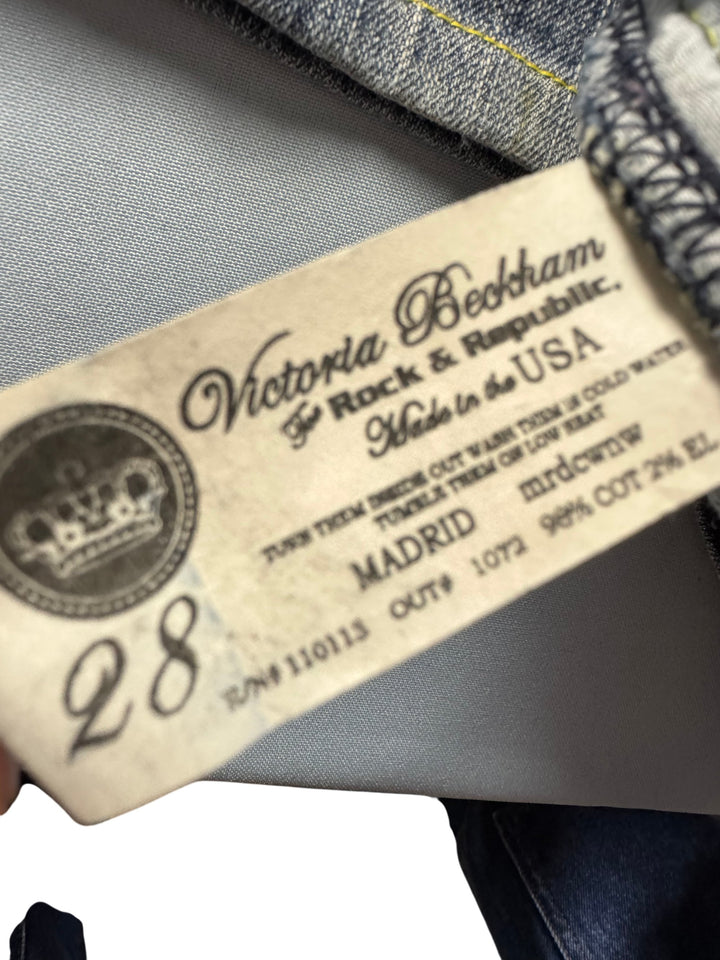 Victoria Beckham
For Rock & Republic.
Made in the USA
TURN THEM INSIDE OUT WASH THEM IN COLD WATER
TUMBLE THEM ON LOW HEAT
MADRID mrdcwnw
R/N# 110113 OUT# 1072 98% COT 2% EL
28